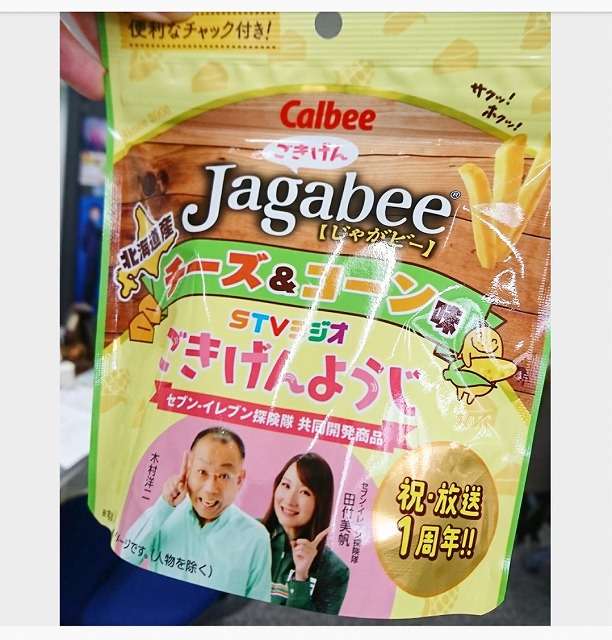 便利なチャック付き!
サクッ!
ホクッ!
Calbee
ごきげん
Jagabee®
【じゃがビー】
北海道産
チーズ&コーン味
STVラジオ
ごきげんようじ
セブン-イレブン探険隊 共同開発商品
木村洋二
セブン-イレブン探険隊
田付美帆
祝・放送
1周年!!
です。(人物を除く)